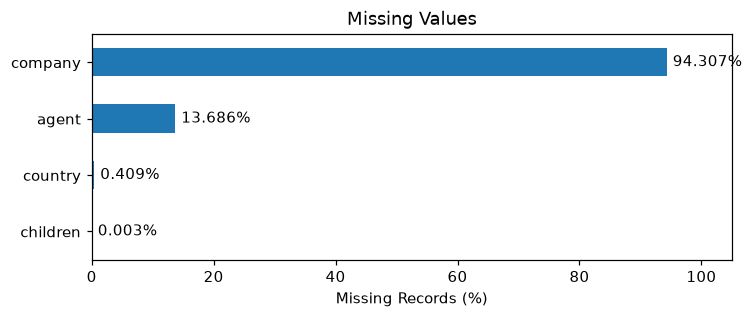 Missing Values
company
94.307%
agent
13.686%
country
0.409%
children
0.003%
0 20 40 60 80 100
Missing Records (%)